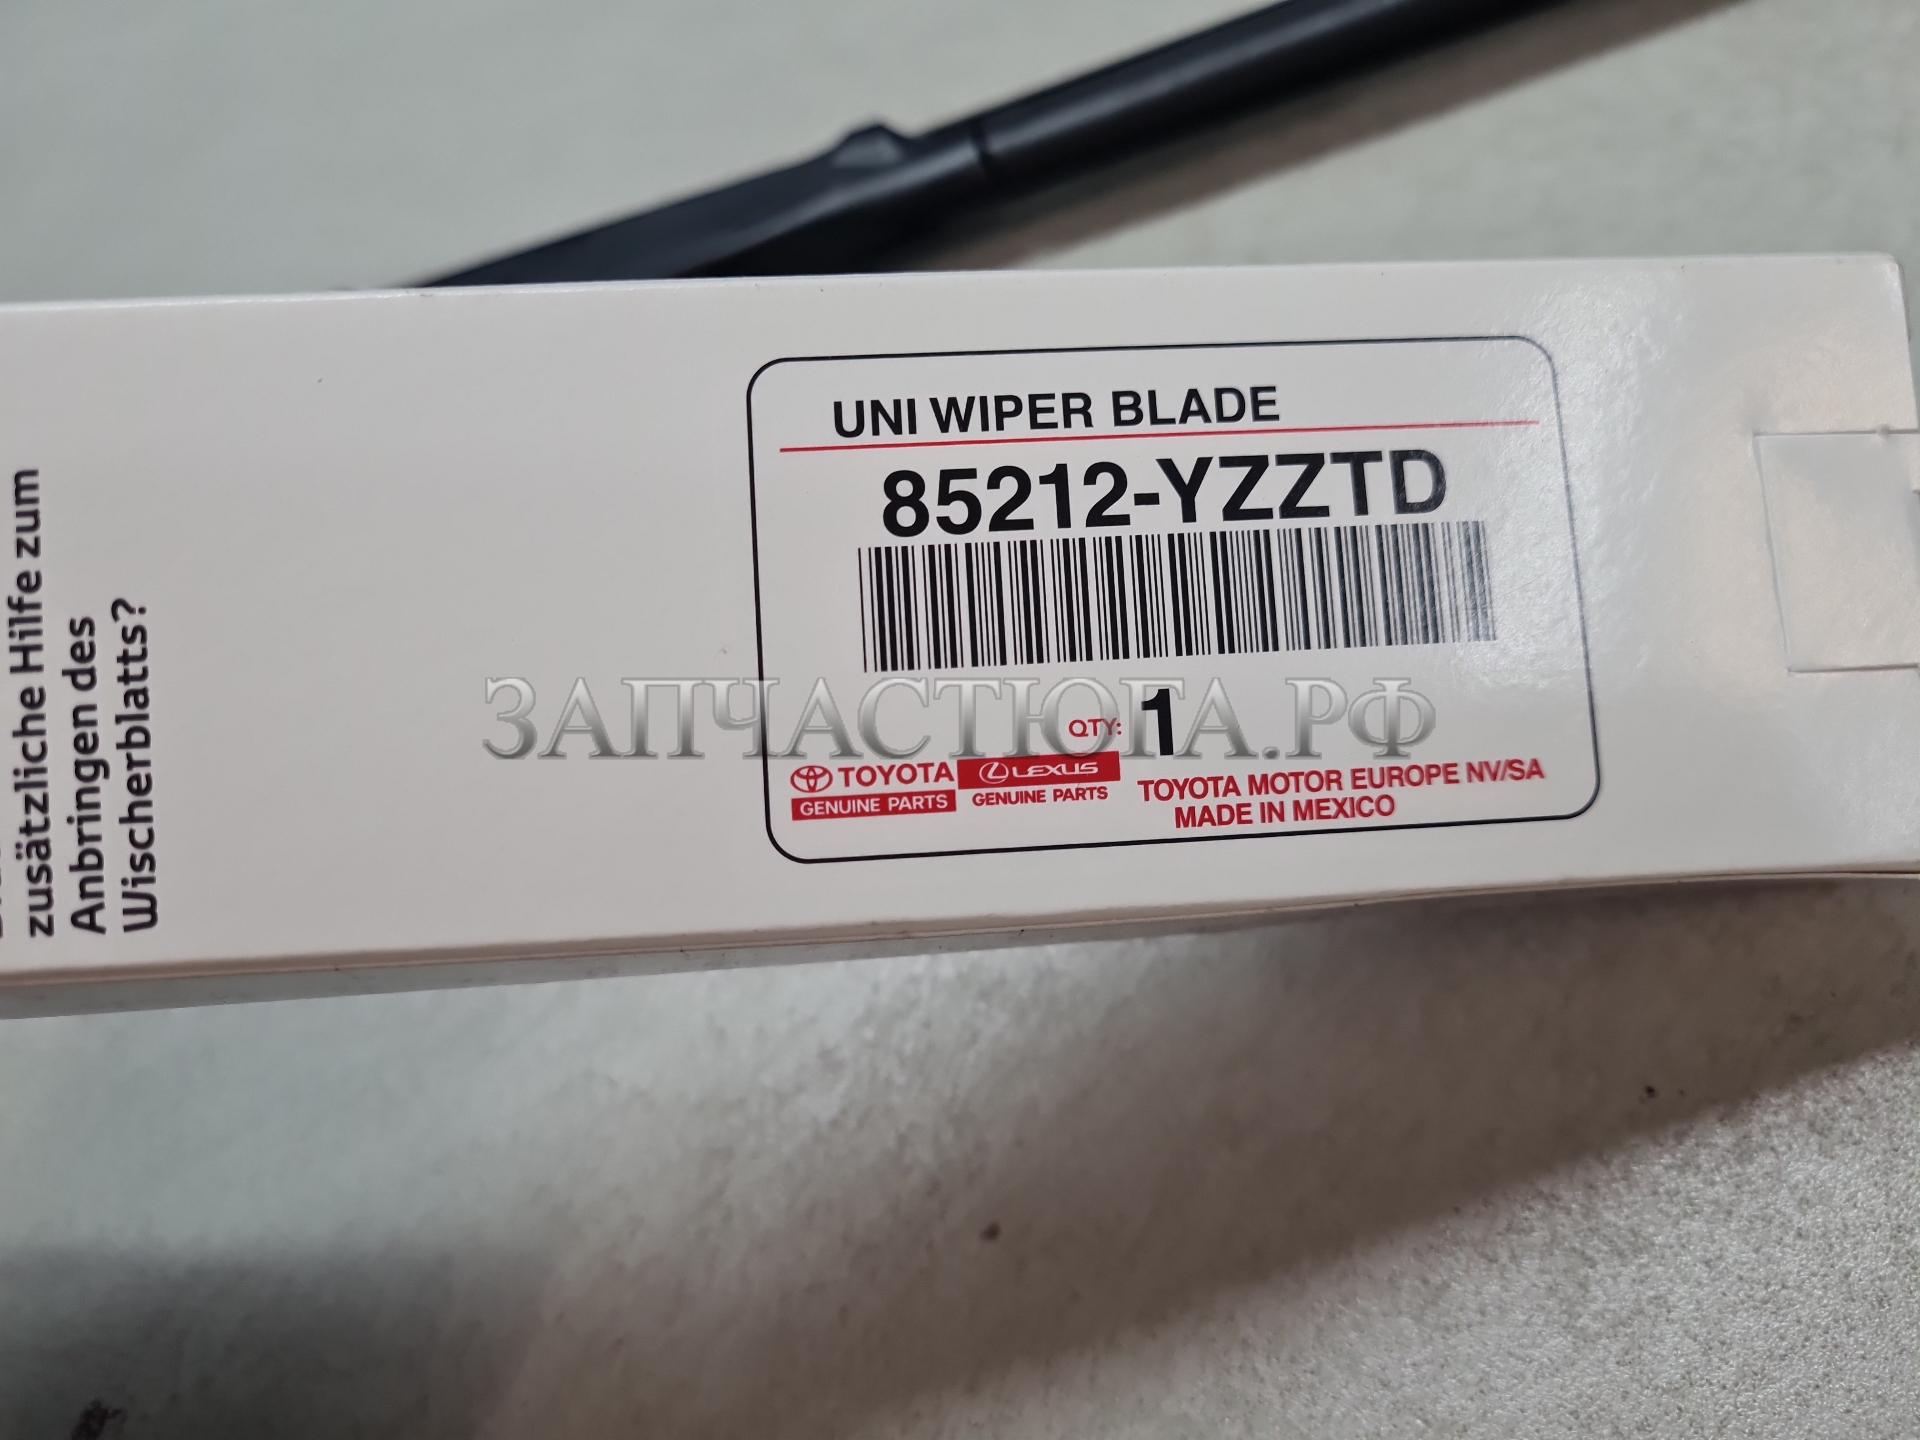 zusätzliche Hilfe zum
Anbringen des
Wischerblatts?
UNI WIPER BLADE
85212-YZZTD
ЗАПЧАСТЮГА.РФ
QTY: 1
TOYOTA
GENUINE PARTS
LEXUS
GENUINE PARTS
TOYOTA MOTOR EUROPE NV/SA
MADE IN MEXICO